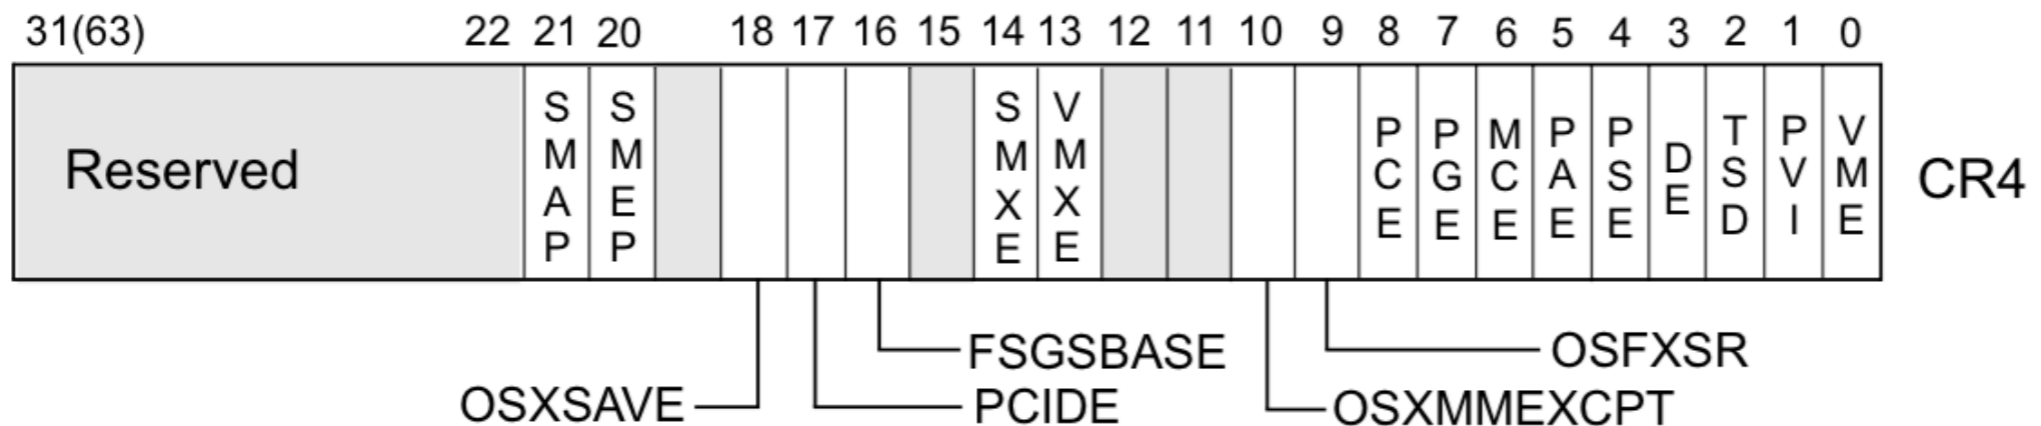 31(63) 22 21 20 18 17 16 15 14 13 12 11 10 9 8 7 6 5 4 3 2 1 0
Reserved
SMAP
SMEP
SMXE
VMXE
PCE
PGE
MCE
PAE
PSE
DE
TSD
PVI
VME
CR4
FSGSBASE
OSFXSR
OSXSAVE
PCIDE
OSXMMEXCPT